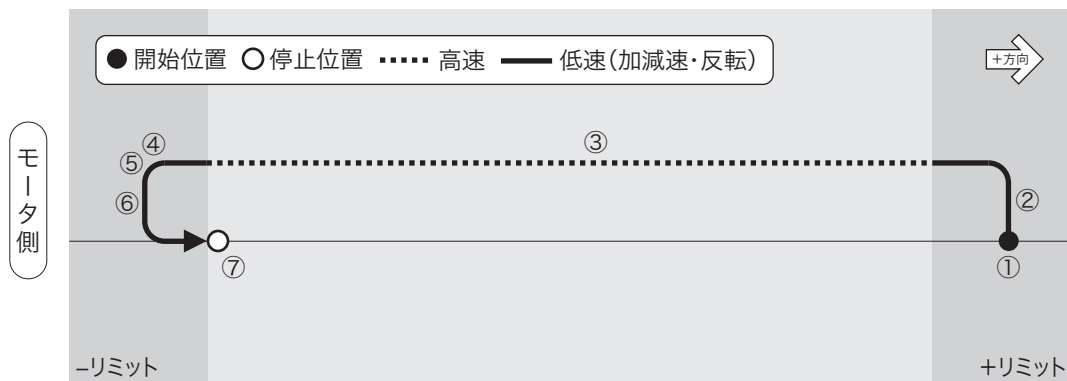 ●開始位置 ○停止位置 ⋯⋯ 高速 ━━ 低速(加減速・反転)
+方向
③
④
⑤
モータ側
⑥
②
⑦
①
−リミット
+リミット